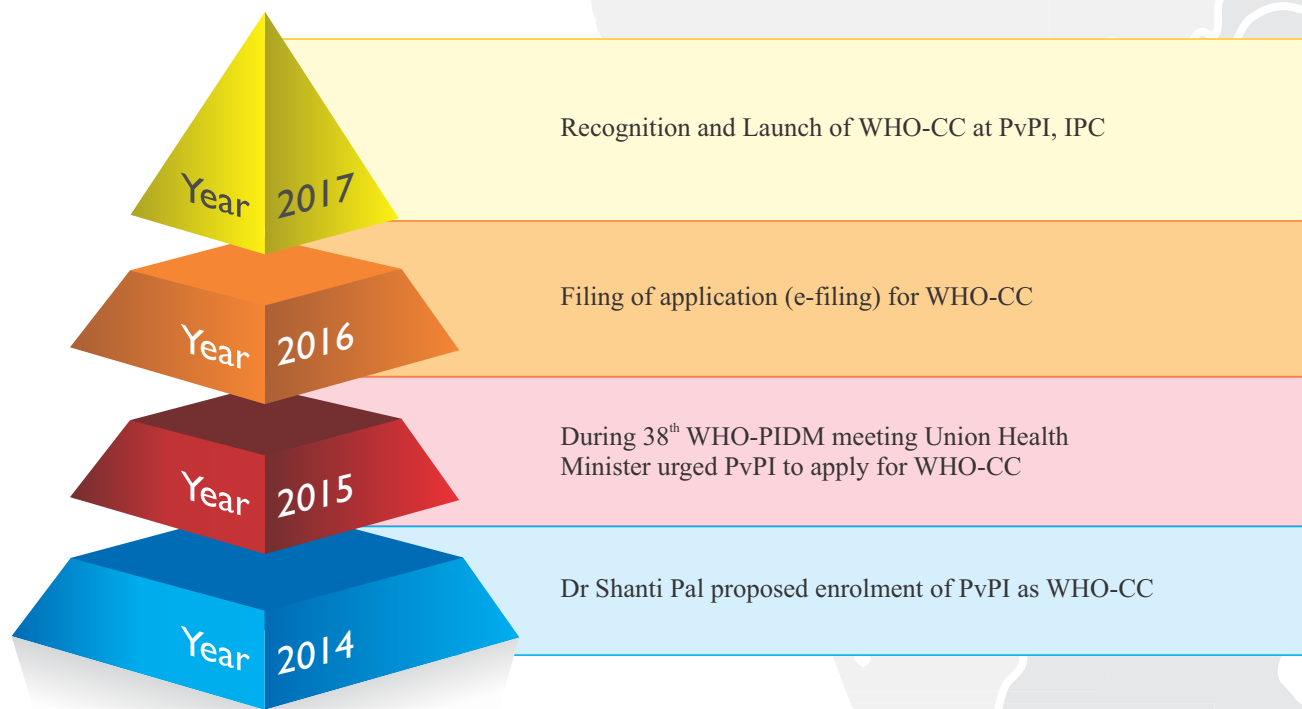 Year 2017
Recognition and Launch of WHO-CC at PvPI, IPC
Year 2016
Filing of application (e-filing) for WHO-CC
Year 2015
During 38th WHO-PIDM meeting Union Health
Minister urged PvPI to apply for WHO-CC
Year 2014
Dr Shanti Pal proposed enrolment of PvPI as WHO-CC